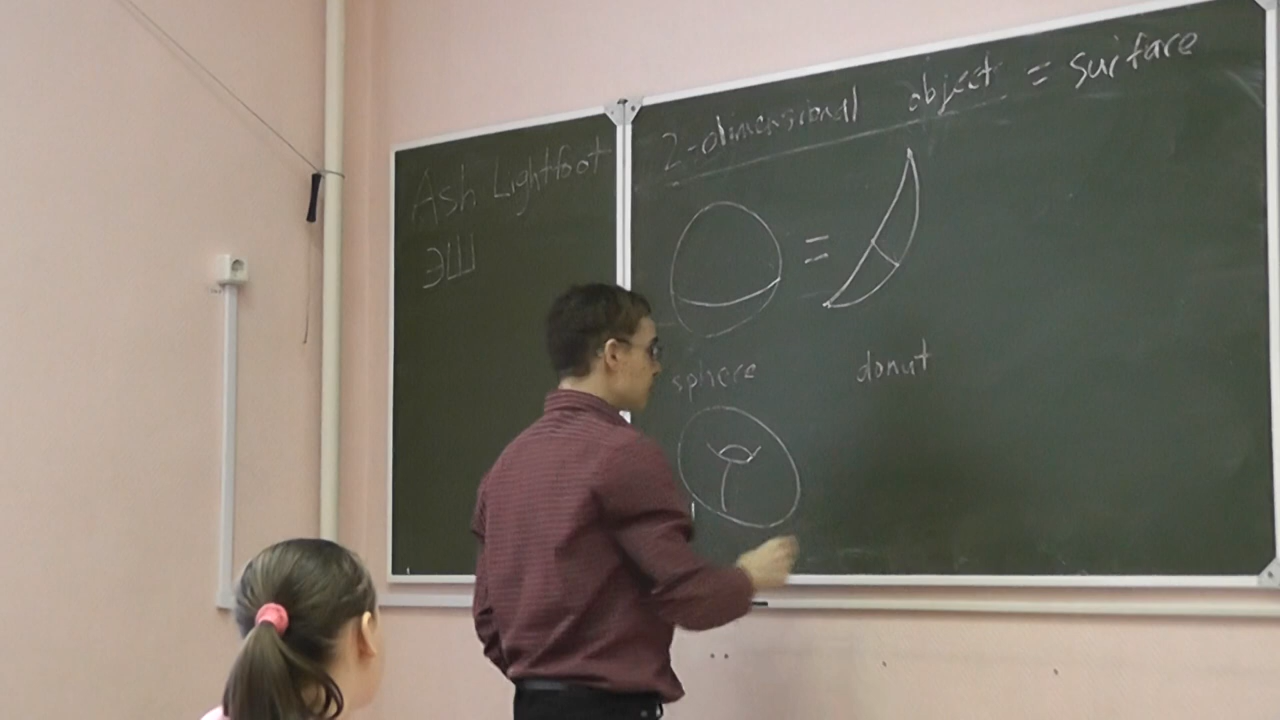 Ash Lightfoot
ЭШ
2-dimensional object = surface
=
sphere
donut